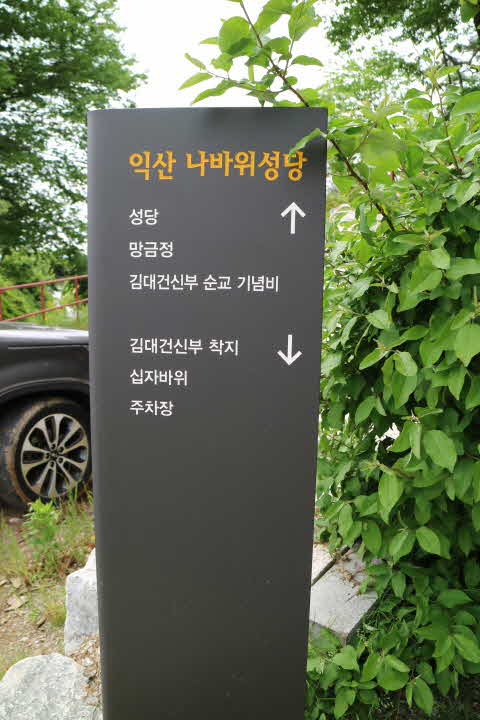 익산 나바위성당
성당 ↑
망금정
김대건신부 순교 기념비
김대건신부 착지 ↓
십자바위
주차장